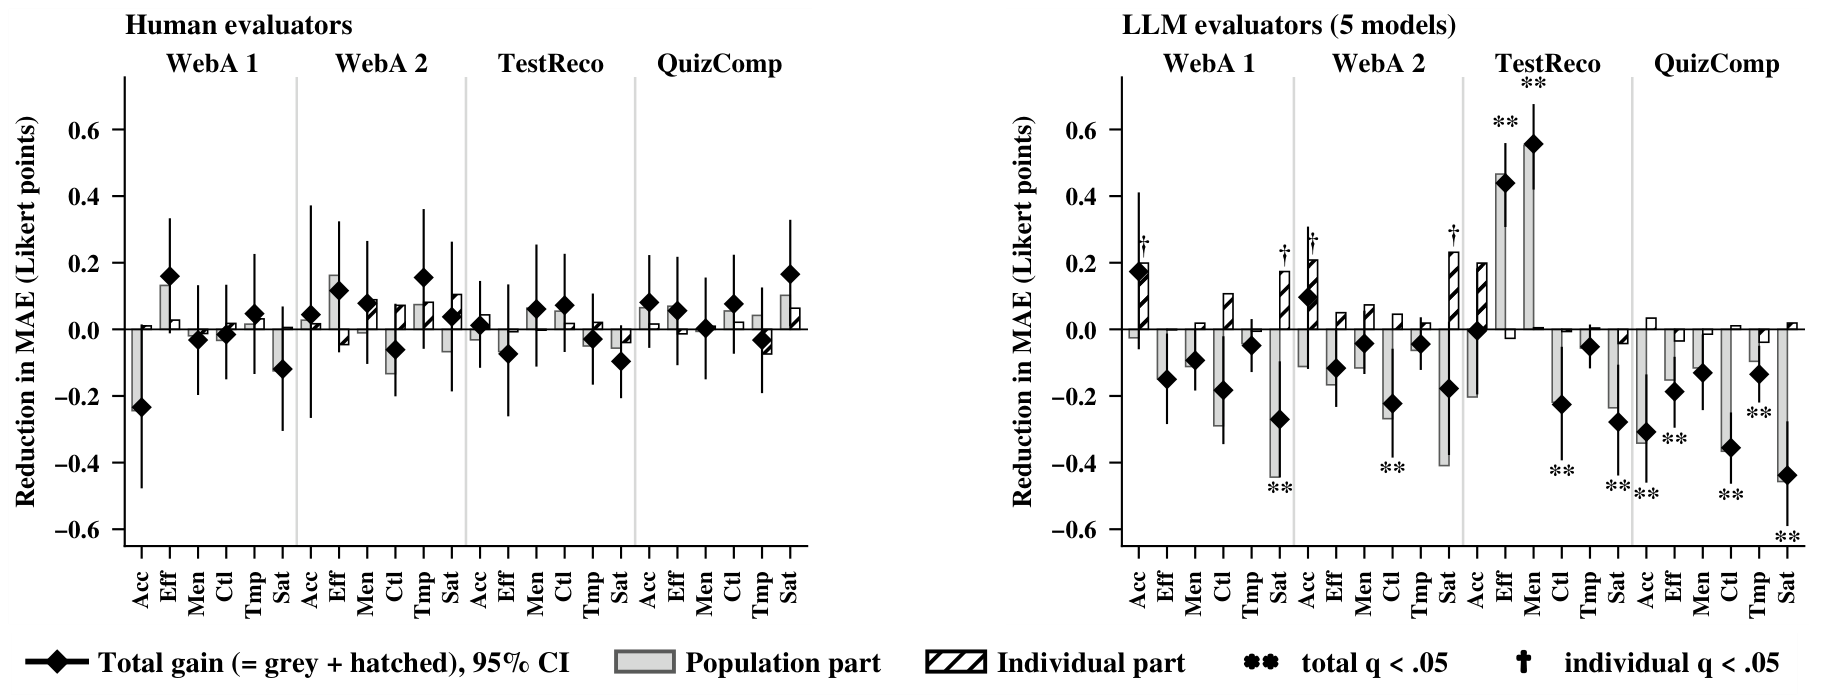 Human evaluators
WebA 1 WebA 2 TestReco QuizComp
Reduction in MAE (Likert points)
0.6
0.4
0.2
0.0
−0.2
−0.4
−0.6
Acc Eff Men Ctl Tmp Sat Acc Eff Men Ctl Tmp Sat Acc Eff Men Ctl Tmp Sat Acc Eff Men Ctl Tmp Sat
LLM evaluators (5 models)
WebA 1 WebA 2 TestReco QuizComp
Reduction in MAE (Likert points)
0.6
0.4
0.2
0.0
−0.2
−0.4
−0.6
** **
† † † †
** ** ** ** ** ** ** ** **
Acc Eff Men Ctl Tmp Sat Acc Eff Men Ctl Tmp Sat Acc Eff Men Ctl Tmp Sat Acc Eff Men Ctl Tmp Sat
Total gain (= grey + hatched), 95% CI Population part Individual part ** total q < .05 † individual q < .05